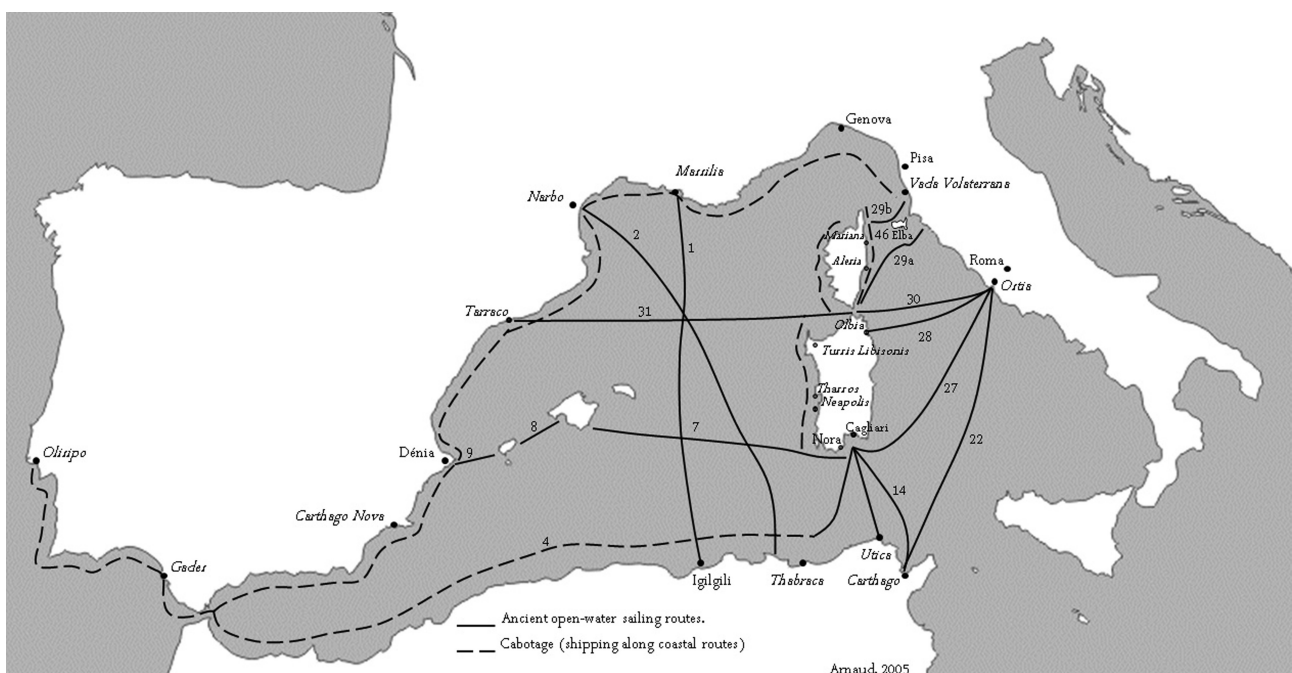 Genova
Pisa
Marsilia
Vada Volaterrana
Narbo
29b
2
1
Mariana
46 Elba
29a
Aleria
Roma
Ostia
30
31
Tarraco
Olbia
28
Turris Libisonis
Tharros
Neapolis
27
8
7
Cagliari
Nora
22
Olisipo
Dénia
9
14
Carthago Nova
4
Utica
Gades
Igilgili
Thabraca
Carthago
Ancient open-water sailing routes.
Cabotage (shipping along coastal routes)
Arnaud, 2005